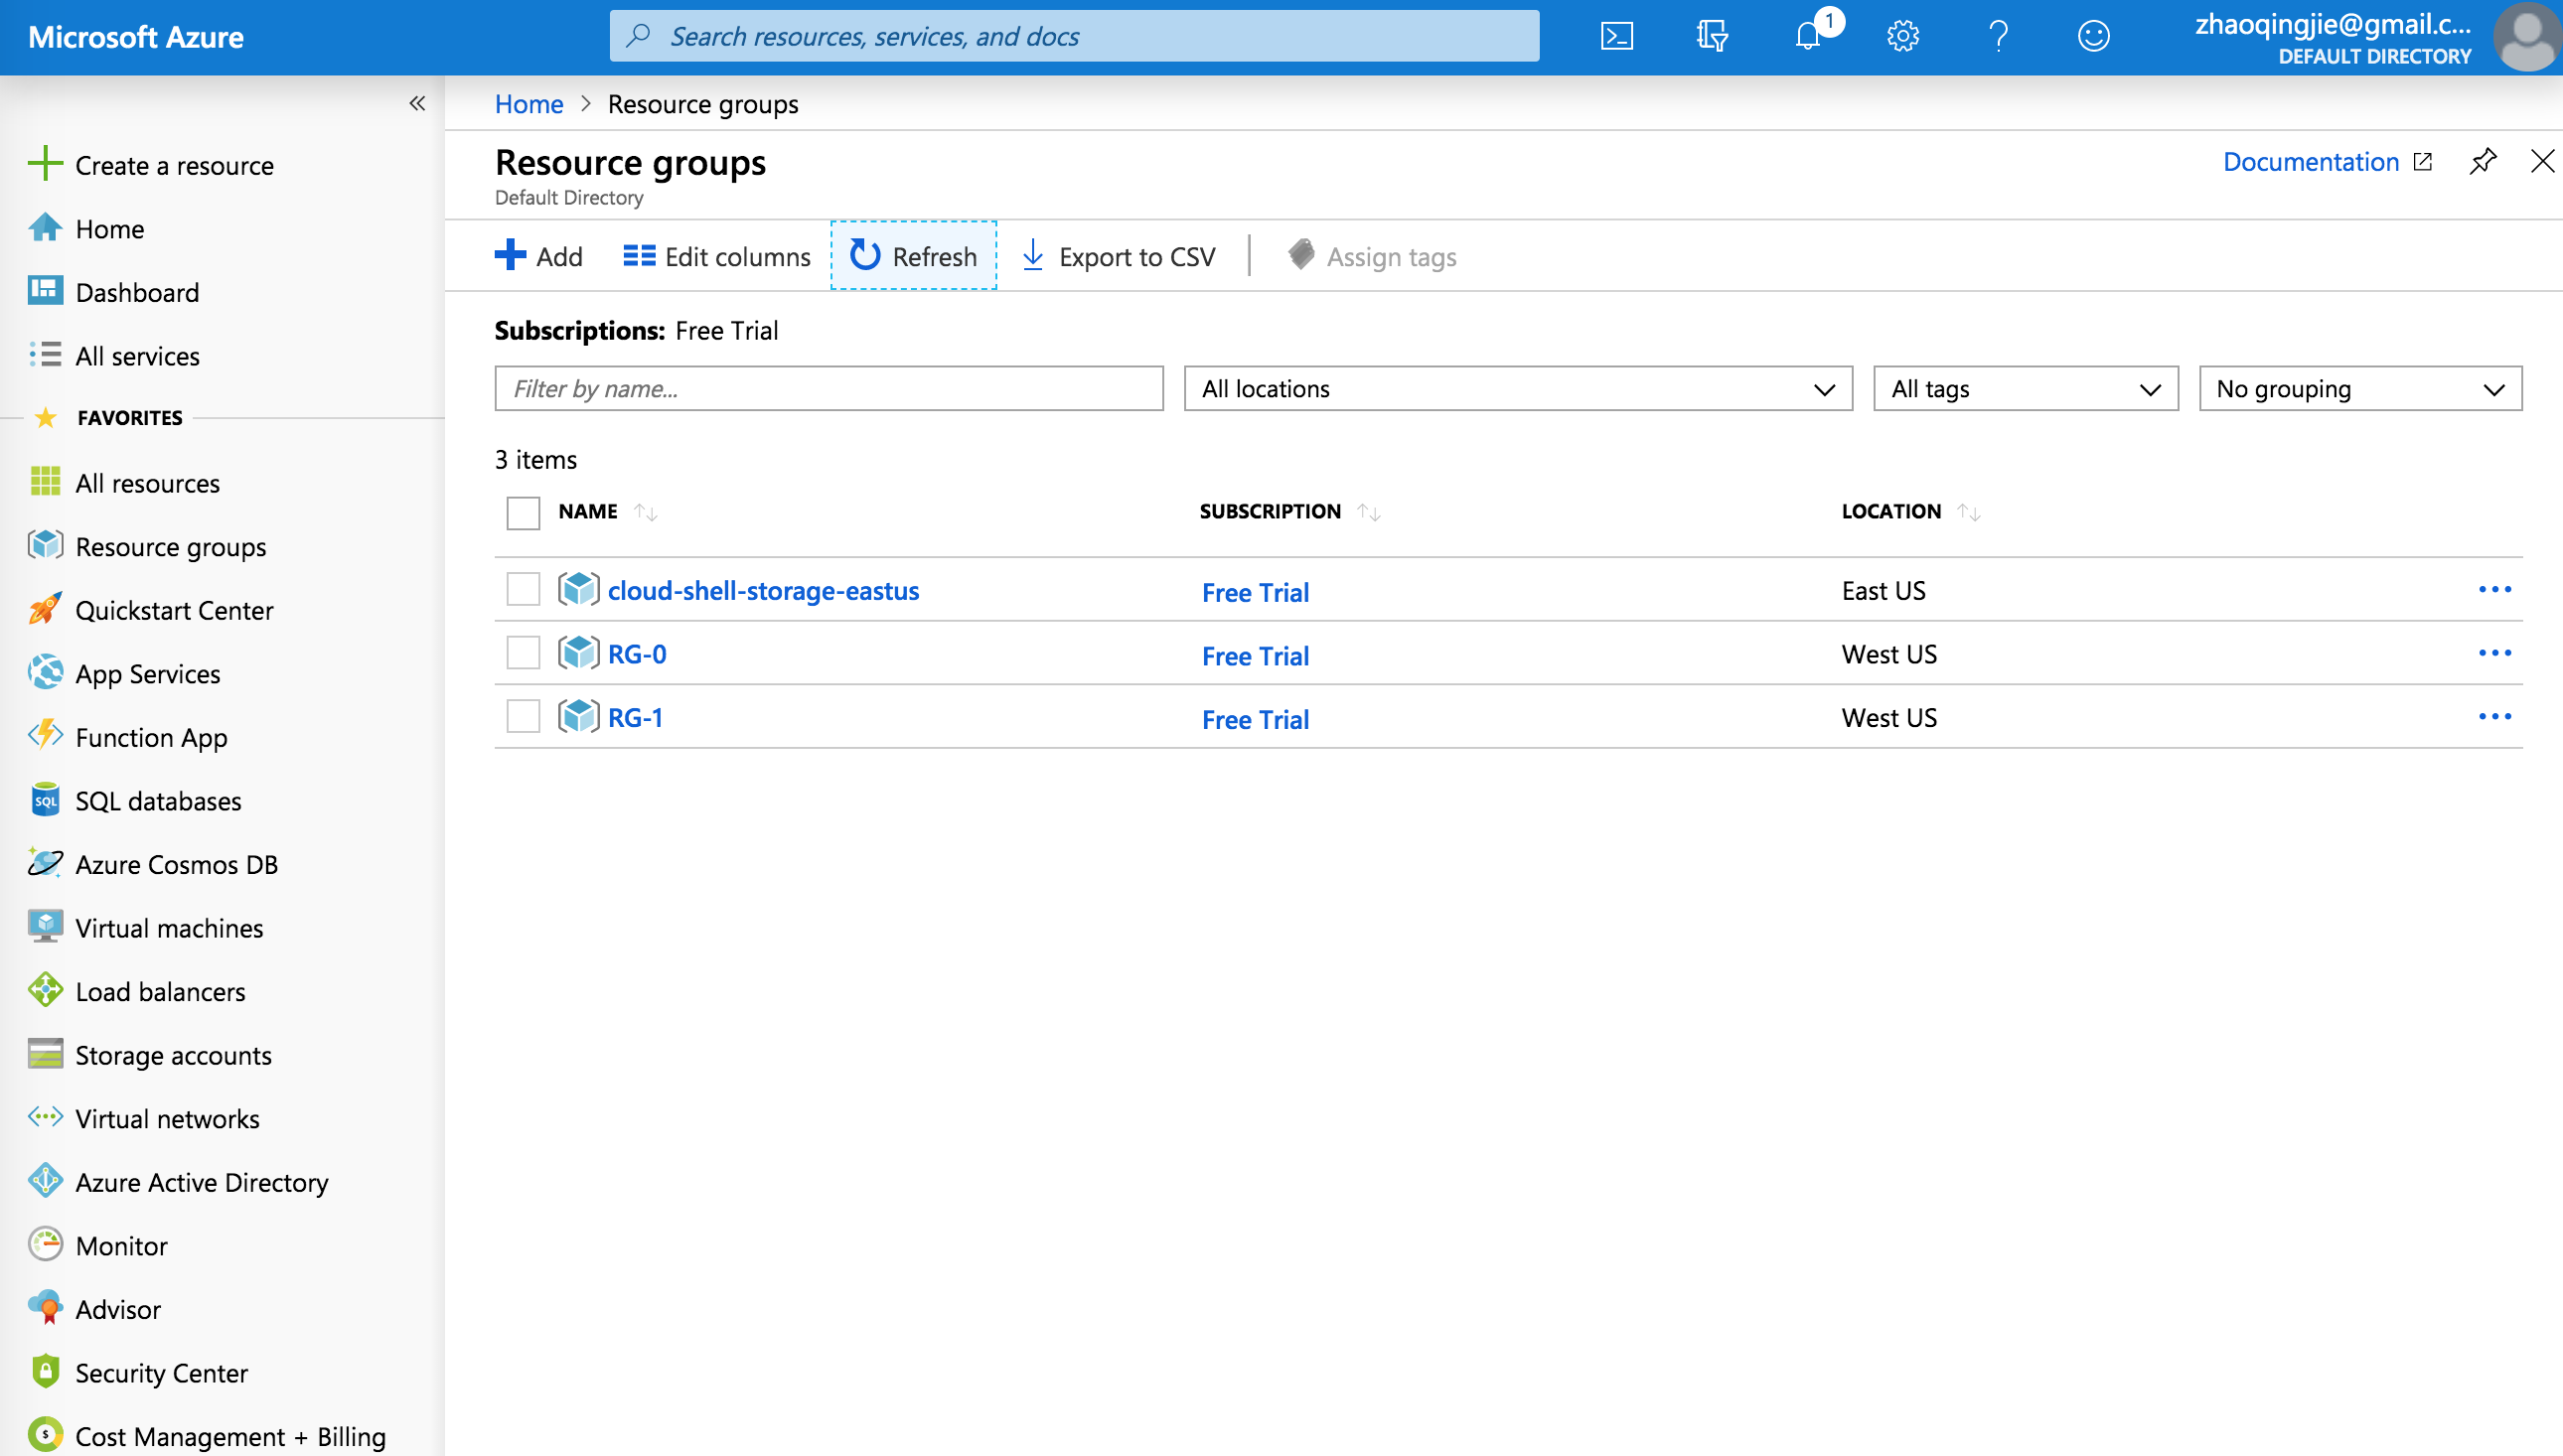 Microsoft Azure
Search resources, services, and docs
1
zhaoqingjie@gmail.c...
DEFAULT DIRECTORY
Create a resource
Home
Dashboard
All services
FAVORITES
All resources
Resource groups
Quickstart Center
App Services
Function App
SQL databases
SQL
Azure Cosmos DB
Virtual machines
Load balancers
Storage accounts
Virtual networks
Azure Active Directory
Monitor
Advisor
Security Center
Cost Management + Billing
Home > Resource groups
Resource groups
Default Directory
Documentation
Add
Edit columns
Refresh
Export to CSV
Assign tags
Subscriptions: Free Trial
Filter by name...
All locations
All tags
No grouping
3 items
NAME SUBSCRIPTION LOCATION
cloud-shell-storage-eastus Free Trial East US
RG-0 Free Trial West US
RG-1 Free Trial West US